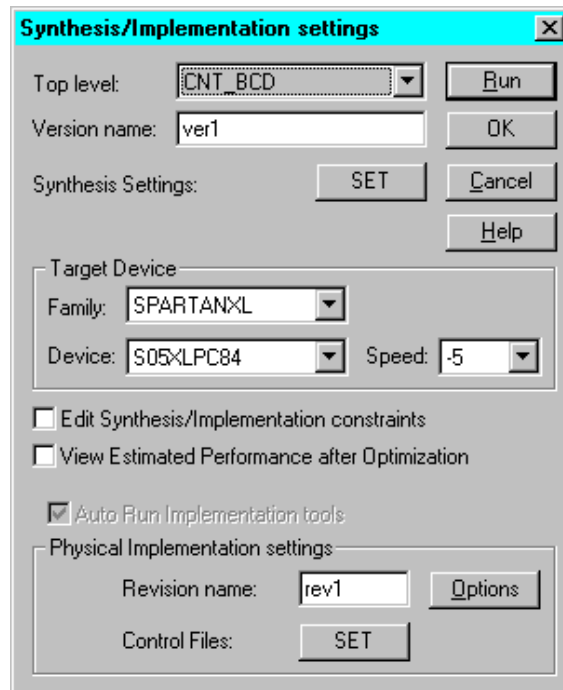 Synthesis/Implementation settings
Top level: CNT_BCD Run
Version name: ver1 OK
Synthesis Settings: SET Cancel
Help
Target Device
Family: SPARTANXL
Device: S05XLPC84 Speed: -5
Edit Synthesis/Implementation constraints
View Estimated Performance after Optimization
Auto Run Implementation tools
Physical Implementation settings
Revision name: rev1 Options
Control Files: SET